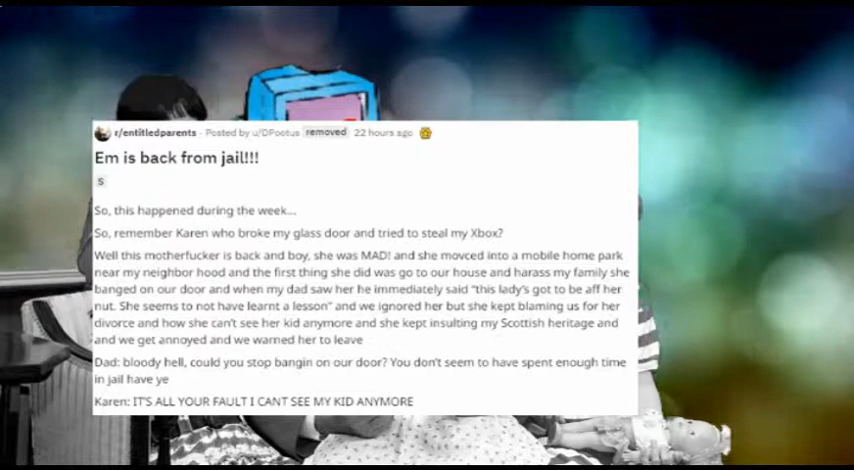 r/entitledparents · Posted by u/DPootus removed 22 hours ago
Em is back from jail!!!
S
So, this happened during the week...
So, remember Karen who broke my glass door and tried to steal my Xbox?
Well this motherfucker is back and boy, she was MAD! and she movced into a mobile home park
near my neighbor hood and the first thing she did was go to our house and harass my family she
banged on our door and when my dad saw her he immediately said "this lady's got to be aff her
nut. She seems to not have learnt a lesson" and we ignored her but she kept blaming us for her
divorce and how she can't see her kid anymore and she kept insulting my Scottish heritage and
and we get annoyed and we warned her to leave
Dad: bloody hell, could you stop bangin on our door? You don't seem to have spent enough time
in jail have ye
Karen: IT'S ALL YOUR FAULT I CANT SEE MY KID ANYMORE